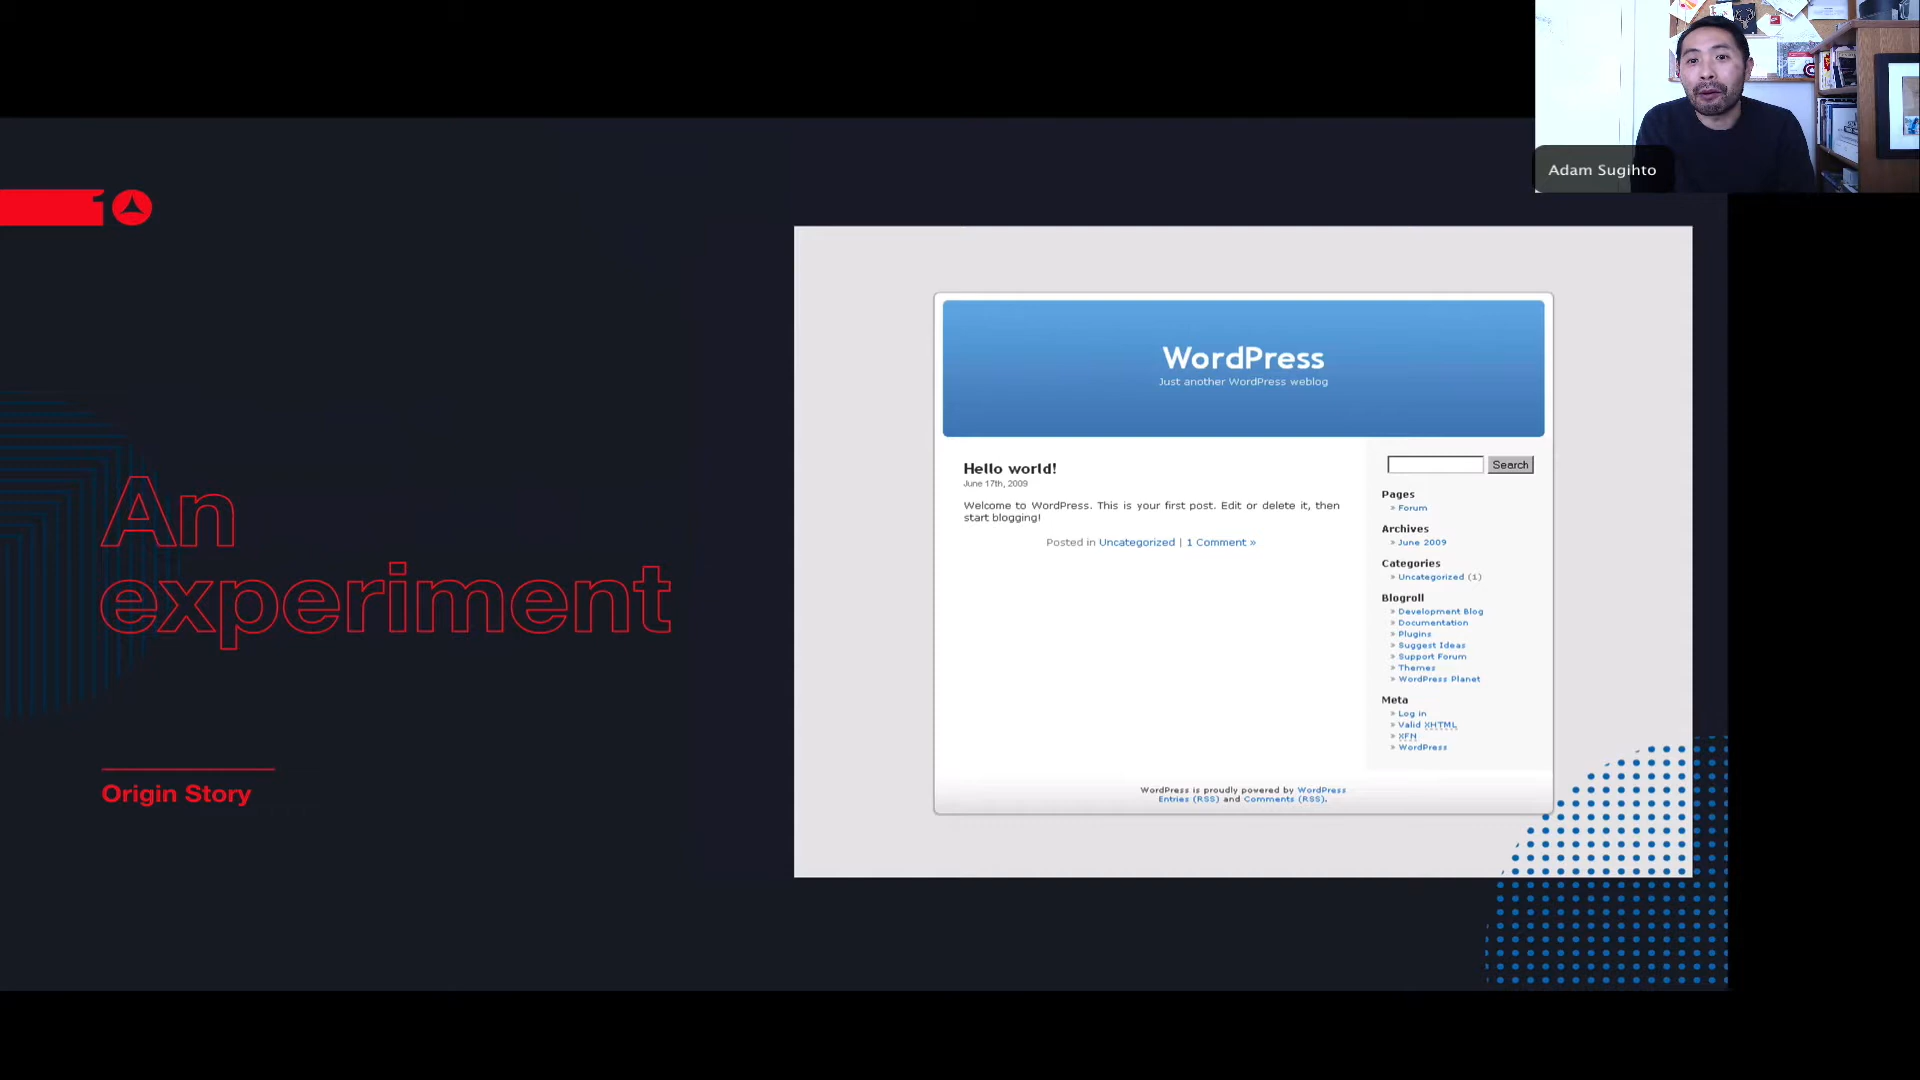 Adam Sugihto
10
An
experiment
Origin Story
WordPress
Just another WordPress weblog
Hello world!
June 17th, 2009
Welcome to WordPress. This is your first post. Edit or delete it, then
start blogging!
Posted in Uncategorized | 1 Comment »
Search
Pages
» Forum
Archives
» June 2009
Categories
» Uncategorized (1)
Blogroll
» Development Blog
» Documentation
» Plugins
» Suggest Ideas
» Support Forum
» Themes
» WordPress Planet
Meta
» Log in
» Valid XHTML
» XFN
» WordPress
WordPress is proudly powered by WordPress
Entries (RSS) and Comments (RSS).